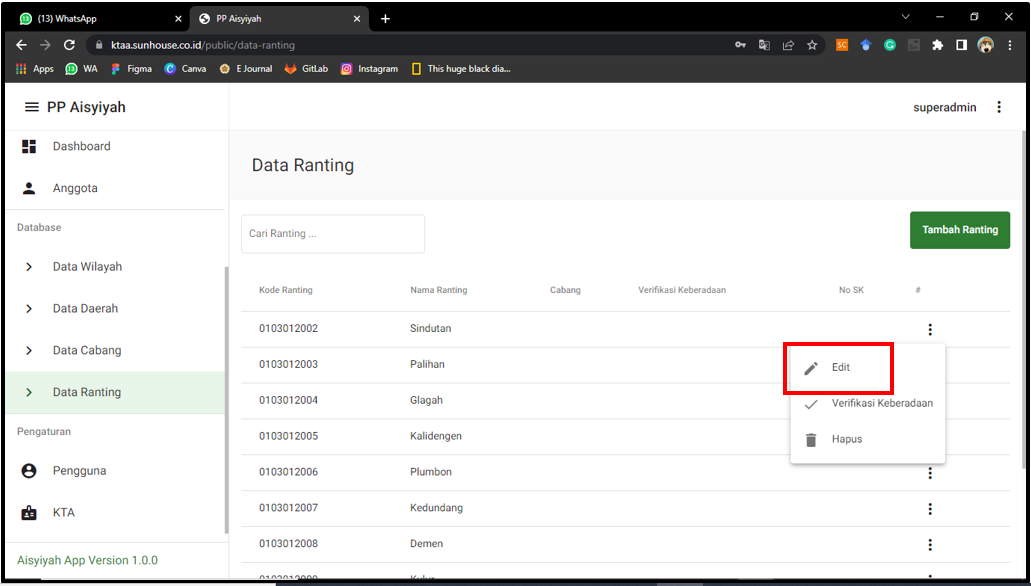 (13) WhatsApp
PP Aisyiyah
ktaa.sunhouse.co.id/public/data-ranting
Apps
WA
Figma
Canva
E Journal
GitLab
Instagram
This huge black dia...
PP Aisyiyah
superadmin
Dashboard
Anggota
Database
Data Wilayah
Data Daerah
Data Cabang
Data Ranting
Pengaturan
Pengguna
KTA
Aisyiyah App Version 1.0.0
Data Ranting
Cari Ranting ...
Tambah Ranting
Kode Ranting Nama Ranting Cabang Verifikasi Keberadaan No SK #
0103012002 Sindutan
0103012003 Palihan
0103012004 Glagah
0103012005 Kalidengen
0103012006 Plumbon
0103012007 Kedundang
0103012008 Demen
Edit
Verifikasi Keberadaan
Hapus